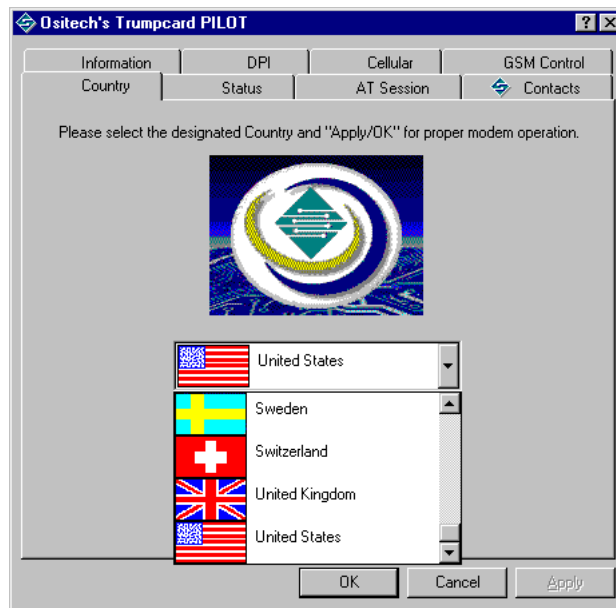 Ositech's Trumpcard PILOT
Information DPI Cellular GSM Control
Country Status AT Session Contacts
Please select the designated Country and "Apply/OK" for proper modem operation.
United States
Sweden
Switzerland
United Kingdom
United States
OK Cancel Apply